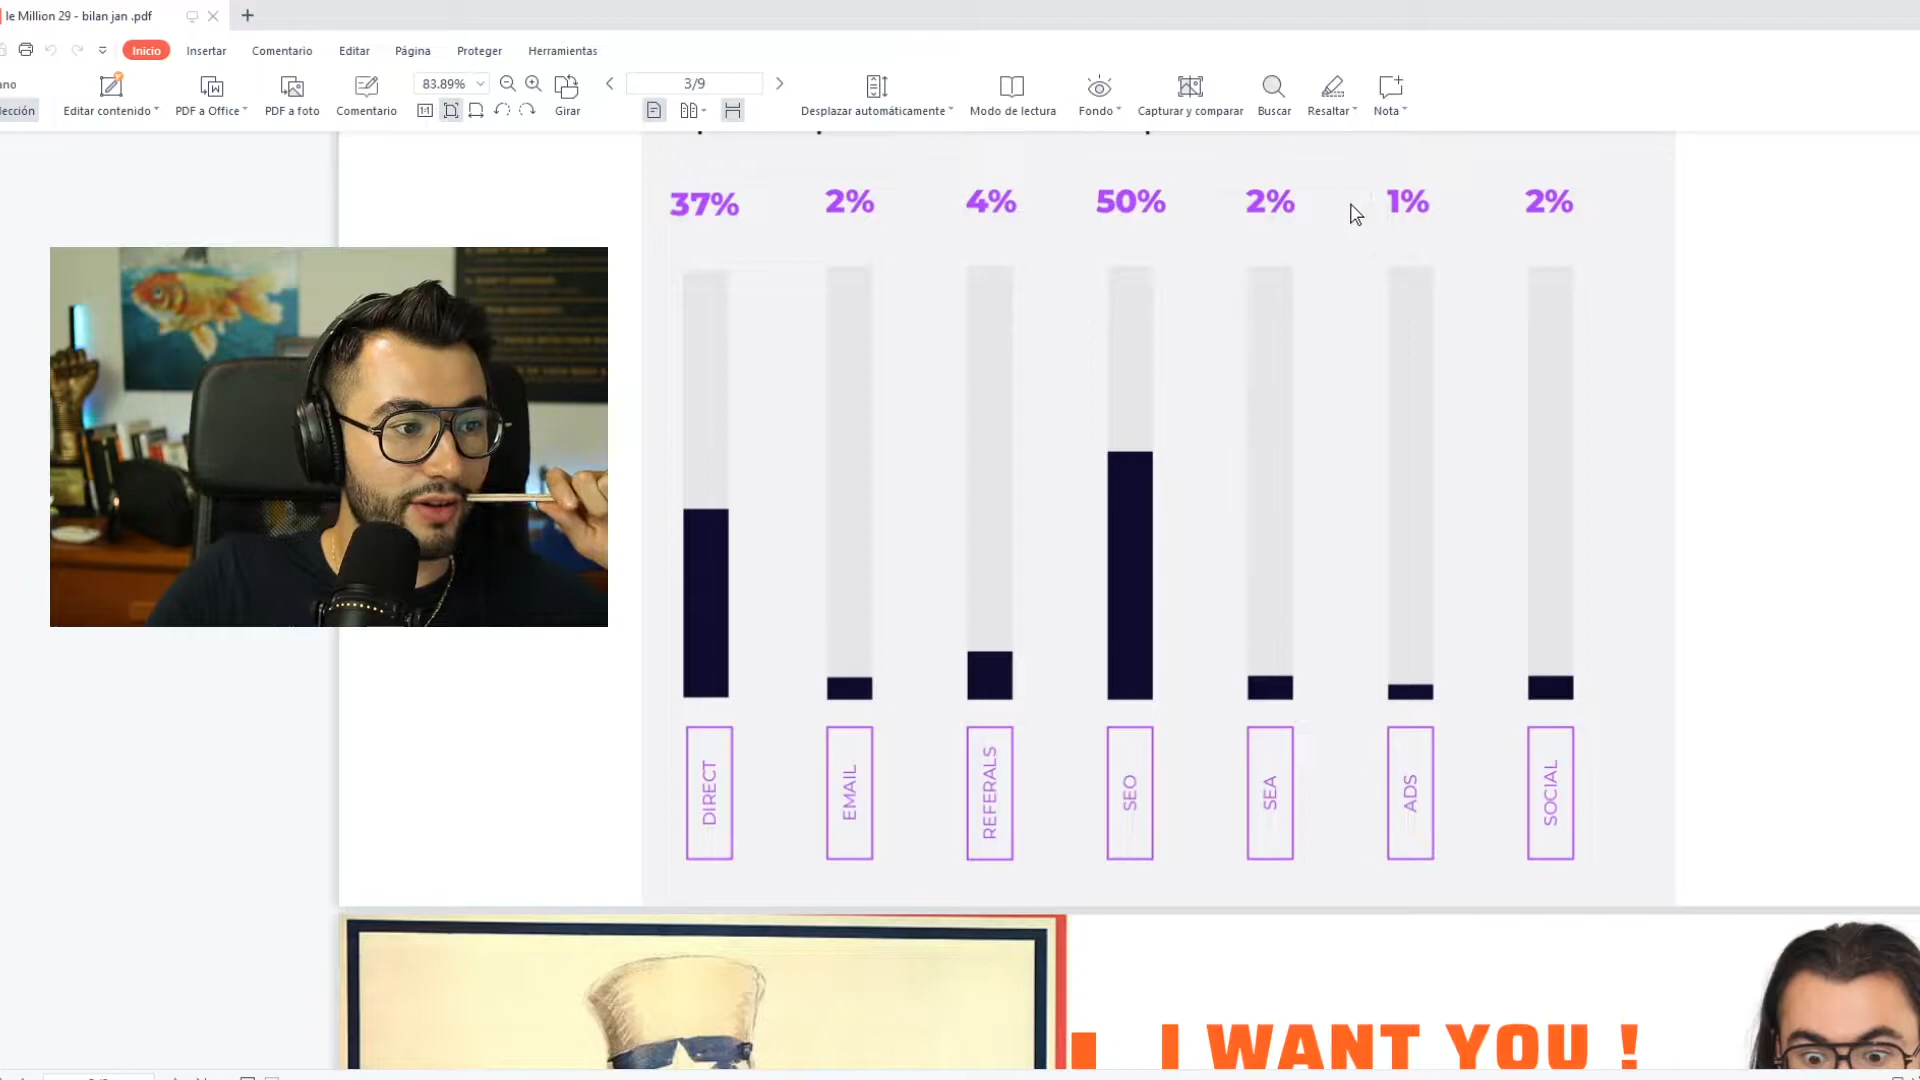 le Million 29 - bilan jan .pdf
Inicio Insertar Comentario Editar Página Proteger Herramientas
83.89%
3/9
Editar contenido PDF a Office PDF a foto Comentario Girar Desplazar automáticamente Modo de lectura Fondo Capturar y comparar Buscar Resaltar Nota
37% 2% 4% 50% 2% 1% 2%
DIRECT
EMAIL
REFERALS
SEO
SEA
ADS
SOCIAL
I WANT YOU !